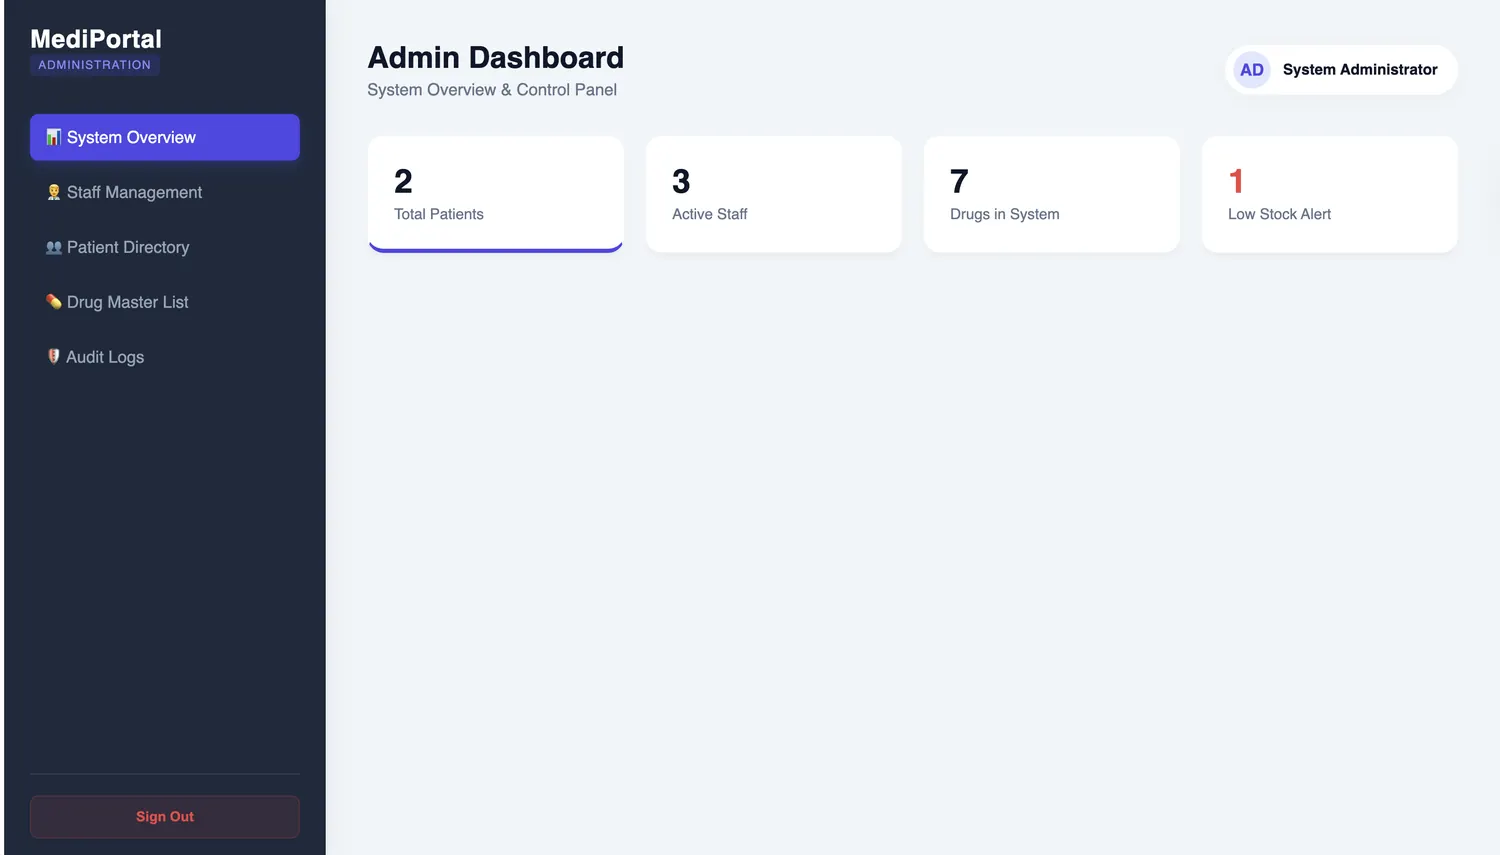 MediPortal
ADMINISTRATION
System Overview
Staff Management
Patient Directory
Drug Master List
Audit Logs
Sign Out
Admin Dashboard
System Overview & Control Panel
AD System Administrator
2
Total Patients
3
Active Staff
7
Drugs in System
1
Low Stock Alert